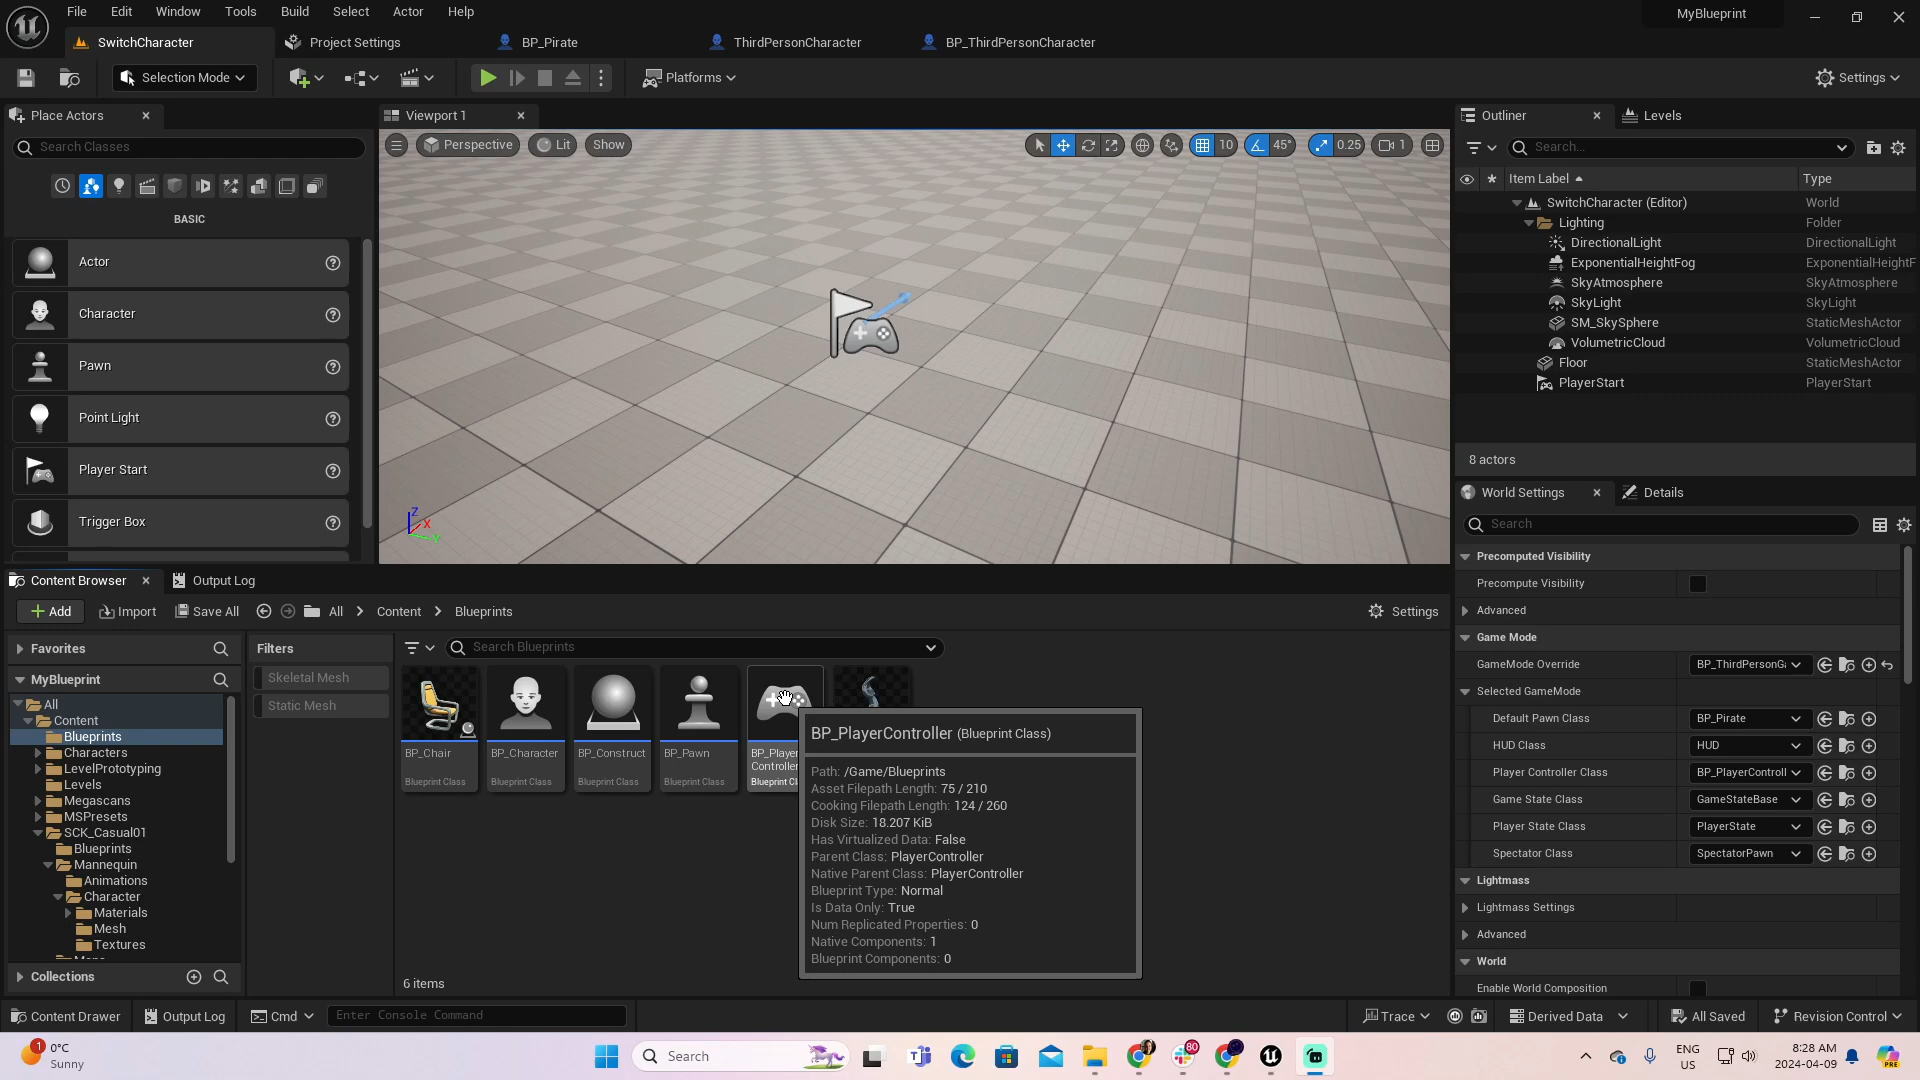 File Edit Window Tools Build Select Actor Help
MyBlueprint
SwitchCharacter
Project Settings
BP_Pirate
ThirdPersonCharacter
BP_ThirdPersonCharacter
Selection Mode
Platforms
Settings
Place Actors
Search Classes
BASIC
Actor
Character
Pawn
Point Light
Player Start
Trigger Box
Viewport 1
Perspective
Lit
Show
10
45°
0.25
1
Z
X
Y
Outliner
Levels
Search...
Item Label
Type
SwitchCharacter (Editor) World
Lighting Folder
DirectionalLight DirectionalLight
ExponentialHeightFog ExponentialHeightF
SkyAtmosphere SkyAtmosphere
SkyLight SkyLight
SM_SkySphere StaticMeshActor
VolumetricCloud VolumetricCloud
Floor StaticMeshActor
PlayerStart PlayerStart
8 actors
World Settings
Details
Search
Precomputed Visibility
Precompute Visibility
Advanced
Game Mode
GameMode Override BP_ThirdPersonGa
Selected GameMode
Default Pawn Class BP_Pirate
HUD Class HUD
Player Controller Class BP_PlayerControll
Game State Class GameStateBase
Player State Class PlayerState
Spectator Class SpectatorPawn
Lightmass
Lightmass Settings
Advanced
World
Enable World Composition
Content Browser
Output Log
Add
Import
Save All
All
Content
Blueprints
Settings
Favorites
MyBlueprint
All
Content
Blueprints
Characters
LevelPrototyping
Levels
Megascans
MSPresets
SCK_Casual01
Blueprints
Mannequin
Animations
Character
Materials
Mesh
Textures
Collections
Filters
Skeletal Mesh
Static Mesh
Search Blueprints
BP_Chair
Blueprint Class
BP_Character
Blueprint Class
BP_Construct
Blueprint Class
BP_Pawn
Blueprint Class
BP_Player
Controller
Blueprint Cl
BP_PlayerController (Blueprint Class)
Path: /Game/Blueprints
Asset Filepath Length: 75 / 210
Cooking Filepath Length: 124 / 260
Disk Size: 18.207 KiB
Has Virtualized Data: False
Parent Class: PlayerController
Native Parent Class: PlayerController
Blueprint Type: Normal
Is Data Only: True
Num Replicated Properties: 0
Native Components: 1
Blueprint Components: 0
6 items
Content Drawer
Output Log
Cmd
Enter Console Command
Trace
Derived Data
All Saved
Revision Control
1
0°C
Sunny
Search
80
ENG
US
8:28 AM
2024-04-09
PRE